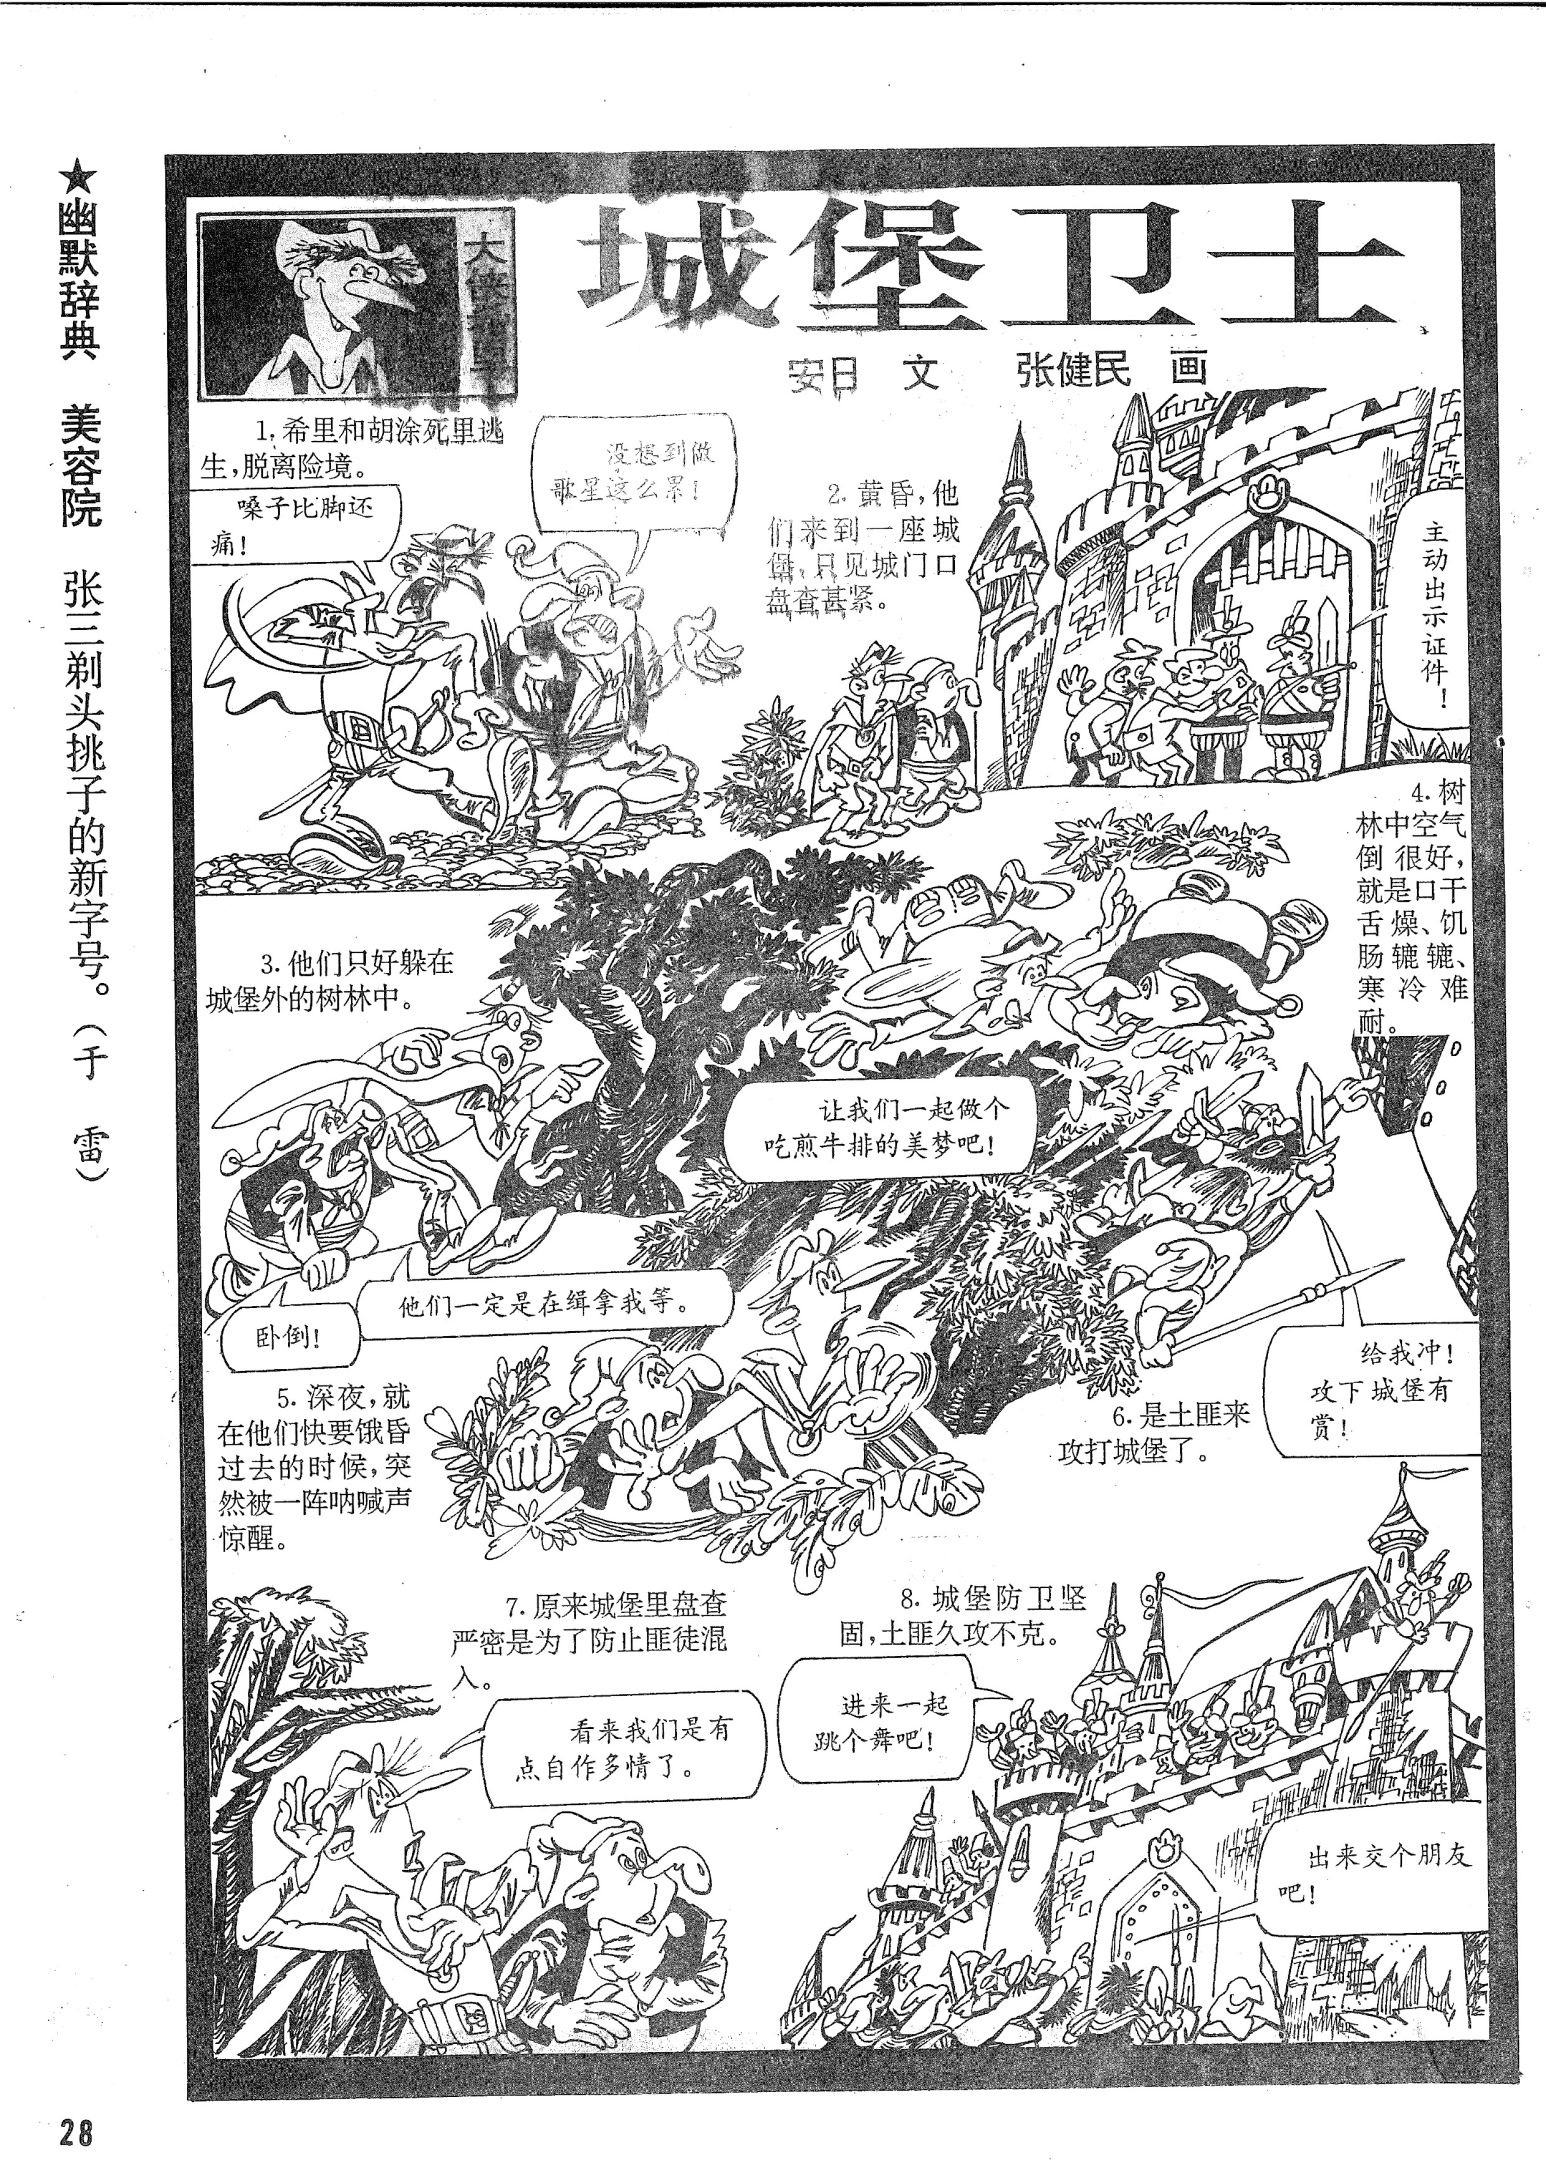 ★幽默辞典　美容院　张三剃头挑子的新字号。（于　雷）
大侠
城堡卫士
安日　文　　张健民　画
1. 希里和胡涂死里逃
生，脱离险境。
嗓子比脚还
痛！
没想到做
歌星这么累！
2. 黄昏，他
们来到一座城
堡，只见城门口
盘查甚紧。
主动出示证件！
3. 他们只好躲在
城堡外的树林中。
他们一定是在缉拿我等。
卧倒！
4. 树
林中空气
倒很好，
就是口干
舌燥、饥
肠辘辘、
寒冷难
耐。
让我们一起做个
吃煎牛排的美梦吧！
5. 深夜，就
在他们快要饿昏
过去的时候，突
然被一阵呐喊声
惊醒。
6. 是土匪来
攻打城堡了。
给我冲！
攻下城堡有
赏！
7. 原来城堡里盘查
严密是为了防止匪徒混
入。
看来我们是有
点自作多情了。
8. 城堡防卫坚
固，土匪久攻不克。
进来一起
跳个舞吧！
出来交个朋友
吧！
28